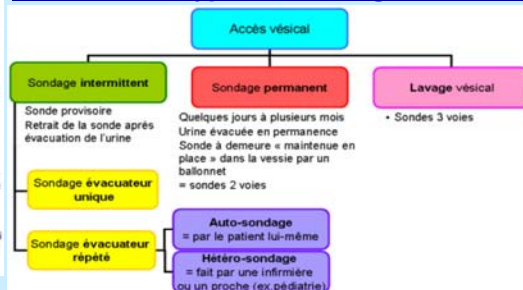 Accès vésical
Sondage intermittent
Sonde provisoire
Retrait de la sonde après
évacuation de l'urine
Sondage évacuateur
unique
Sondage évacuateur
répété
Auto-sondage
= par le patient lui-même
Hétéro-sondage
= fait par une infirmière
ou un proche (ex.pédiatrie)
Sondage permanent
Quelques jours à plusieurs mois
Urine évacuée en permanence
Sonde à demeure « maintenue en
place » dans la vessie par un
ballonnet
= sondes 2 voies
Lavage vésical
• Sondes 3 voies